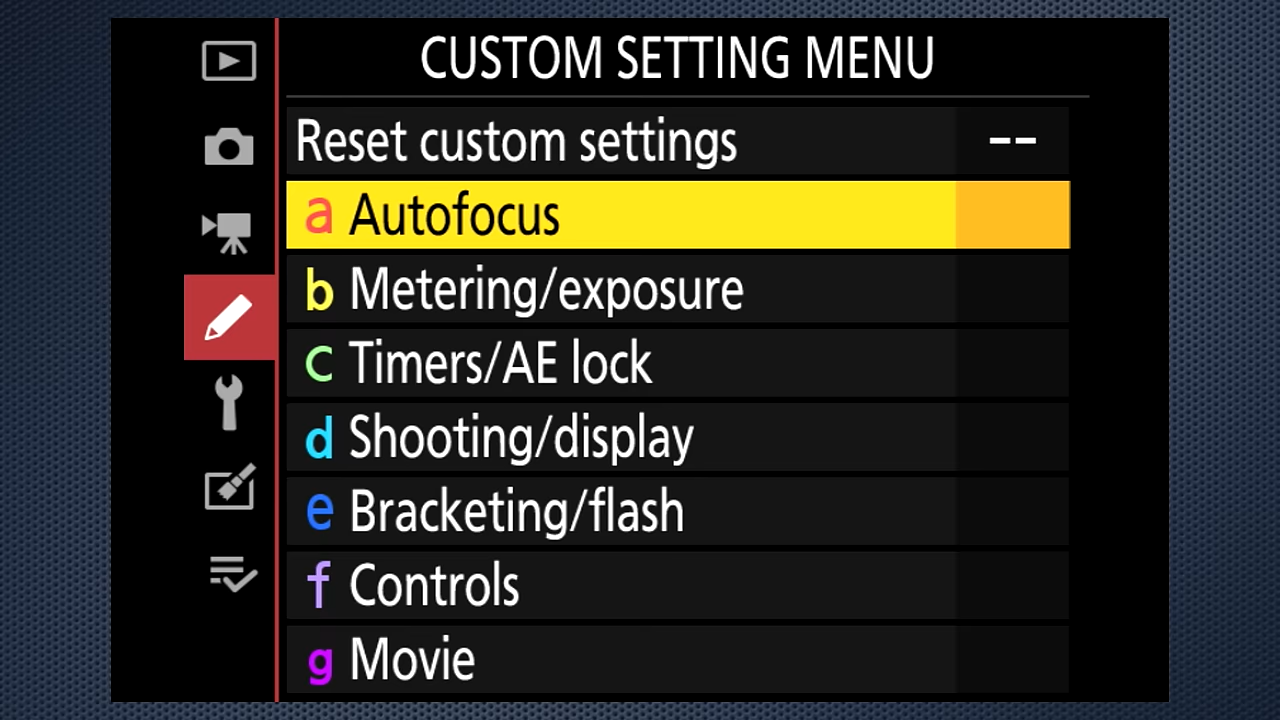 CUSTOM SETTING MENU
Reset custom settings --
a Autofocus
b Metering/exposure
c Timers/AE lock
d Shooting/display
e Bracketing/flash
f Controls
g Movie